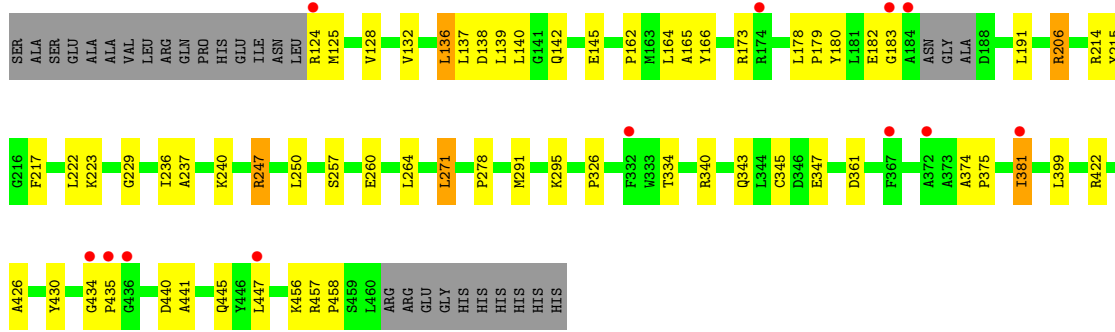 SER ALA SER GLU ALA ALA VAL LEU ARG GLN PRO HIS GLU ILE ASN LEU R124 M125 V128 V132 L136 L137 D138 L139 L140 G141 Q142 E145 P162 M163 L164 A165 Y166 R173 R174 L178 P179 Y180 L181 E182 G183 A184 ASN GLY ALA D188 L191 R206 R214 Y215
G216 F217 L222 K223 G229 I236 A237 K240 R247 L250 S257 E260 L264 L271 P278 M291 K295 P326 F332 W333 T334 R340 Q343 L344 C345 D346 E347 D361 F367 A372 A373 A374 P375 I381 L399 R422
A426 Y430 G434 P435 G436 D440 A441 Q445 Y446 L447 K456 R457 P458 S459 L460 ARG ARG GLU GLY HIS HIS HIS HIS HIS HIS